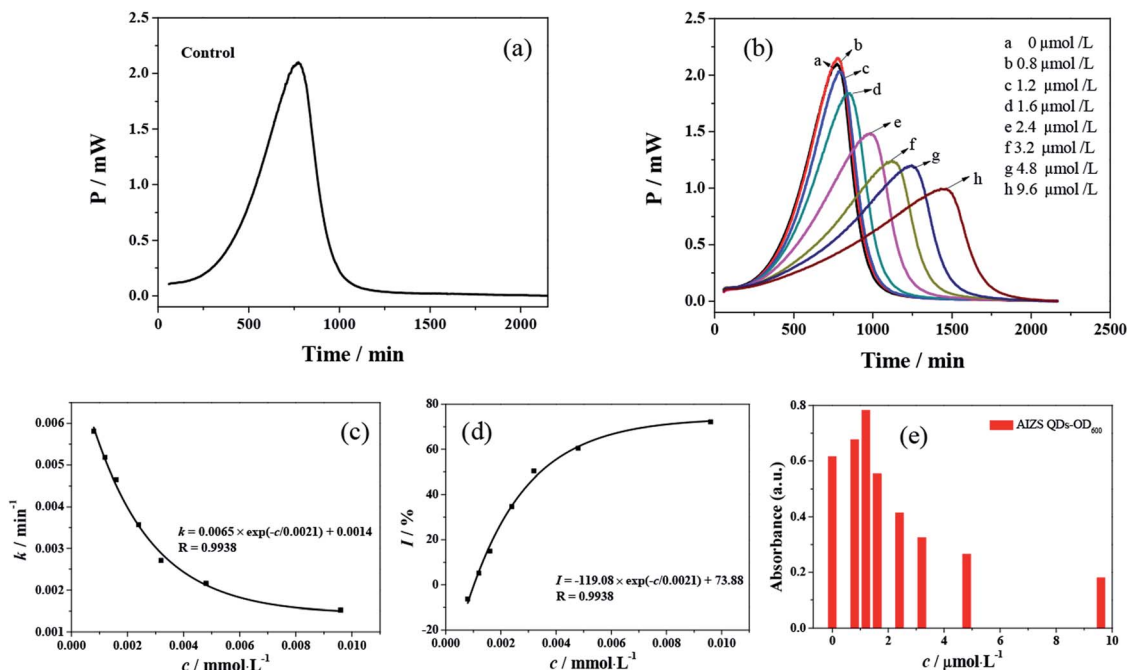 (a)
Control
P / mW
2.5
2.0
1.5
1.0
0.5
0.0
0 500 1000 1500 2000
Time / min
(b)
P / mW
2.5
2.0
1.5
1.0
0.5
0.0
a
b
c
d
e
f
g
h
a 0 µmol /L
b 0.8 µmol /L
c 1.2 µmol /L
d 1.6 µmol /L
e 2.4 µmol /L
f 3.2 µmol /L
g 4.8 µmol /L
h 9.6 µmol /L
0 500 1000 1500 2000 2500
Time / min
(c)
k / min⁻¹
0.006
0.005
0.004
0.003
0.002
0.001
k = 0.0065 × exp(-c/0.0021) + 0.0014
R = 0.9938
0.000 0.002 0.004 0.006 0.008 0.010
c / mmol·L⁻¹
(d)
I / %
80
60
40
20
0
-20
I = -119.08 × exp(-c/0.0021) + 73.88
R = 0.9938
0.000 0.002 0.004 0.006 0.008 0.010
c / mmol·L⁻¹
(e)
AIZS QDs-OD₆₀₀
Absorbance (a.u.)
0.8
0.6
0.4
0.2
0.0
0 2 4 6 8 10
c / µmol·L⁻¹